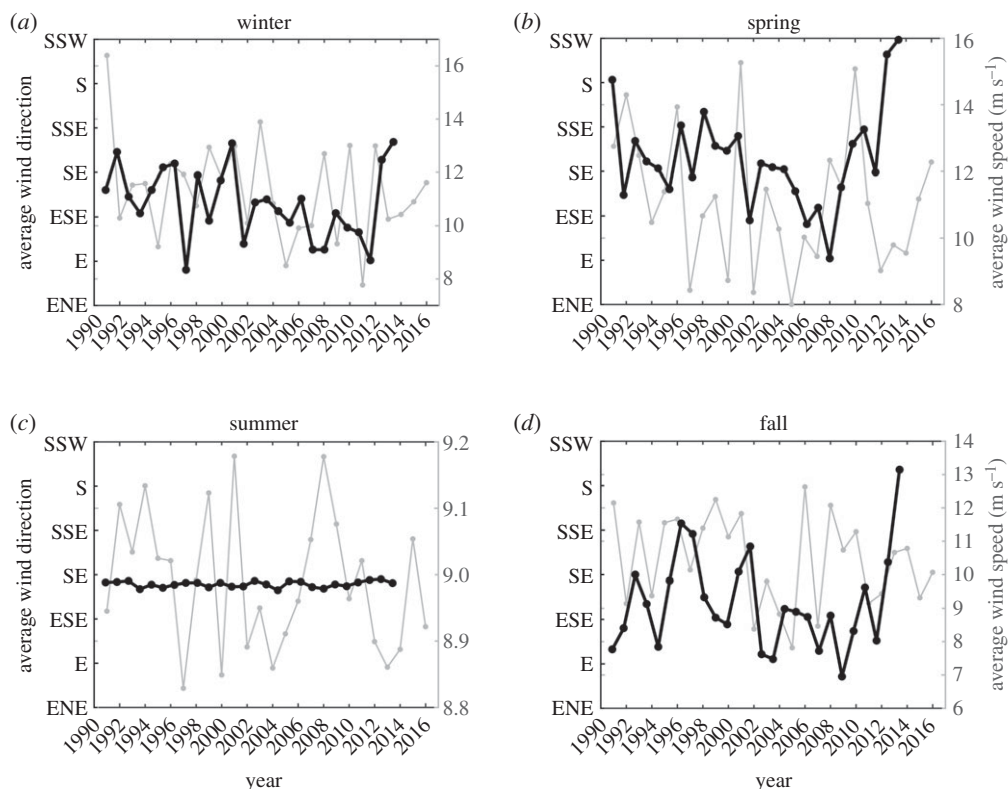 (a) winter
SSW
S
SSE
SE
ESE
E
ENE
average wind direction
16
14
12
10
8
1990 1992 1994 1996 1998 2000 2002 2004 2006 2008 2010 2012 2014 2016
(b) spring
SSW
S
SSE
SE
ESE
E
ENE
16
14
12
10
8
average wind speed (m s⁻¹)
1990 1992 1994 1996 1998 2000 2002 2004 2006 2008 2010 2012 2014 2016
(c) summer
SSW
S
SSE
SE
ESE
E
ENE
average wind direction
9.2
9.1
9.0
8.9
8.8
1990 1992 1994 1996 1998 2000 2002 2004 2006 2008 2010 2012 2014 2016
year
(d) fall
SSW
S
SSE
SE
ESE
E
ENE
14
13
12
11
10
9
8
7
6
average wind speed (m s⁻¹)
1990 1992 1994 1996 1998 2000 2002 2004 2006 2008 2010 2012 2014 2016
year